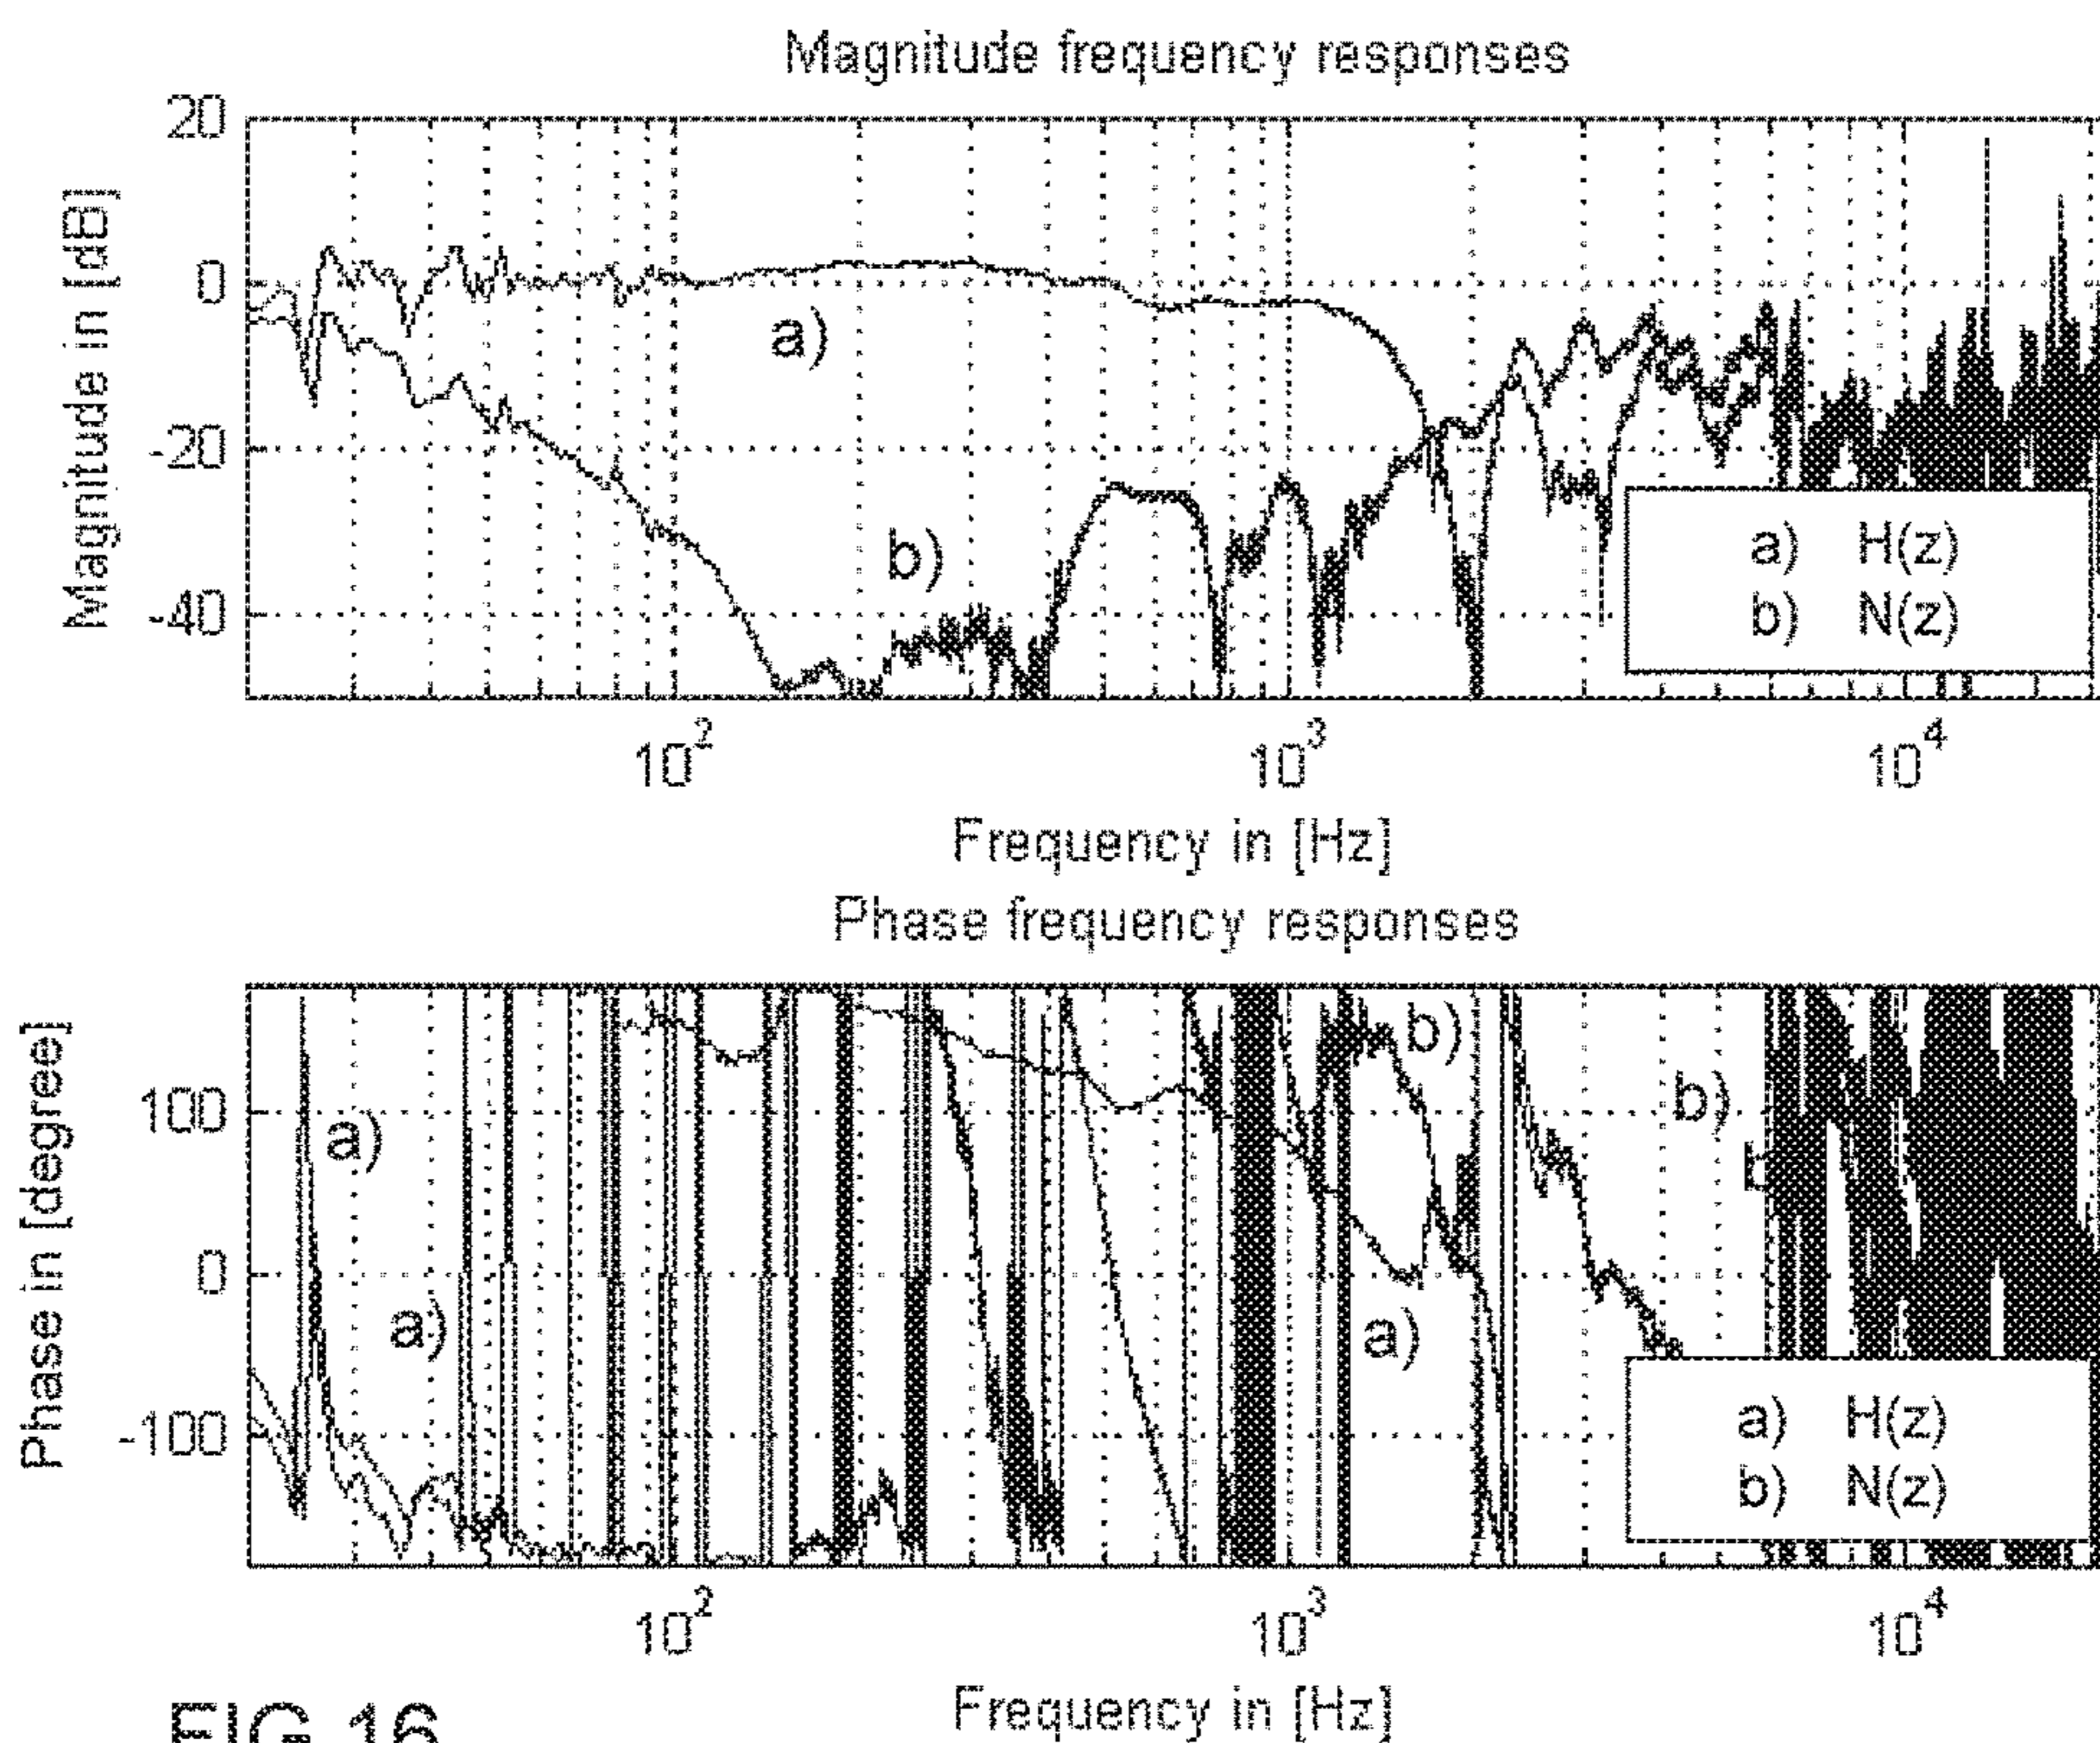 Magnitude frequency responses
20
0
-20
-40
Magnitude in [dB]
a)
b)
a) H(z)
b) N(z)
10^2
10^3
10^4
Frequency in [Hz]
Phase frequency responses
100
0
-100
Phase in [degree]
a)
a)
b)
a)
b)
a) H(z)
b) N(z)
10^2
10^3
10^4
Frequency in [Hz]
FIG 16